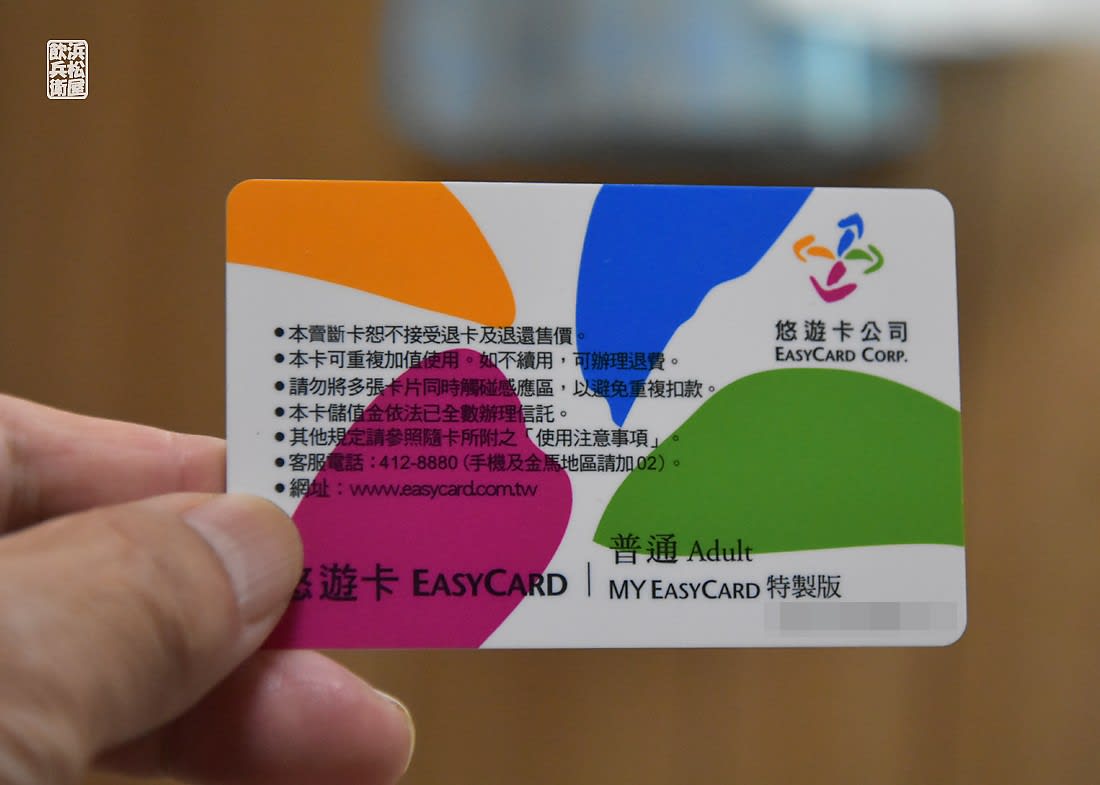 浜松屋
飲兵衛
悠遊卡公司
EASYCARD CORP.
●本賣斷卡恕不接受退卡及退還售價。
●本卡可重複加值使用。如不續用，可辦理退費。
●請勿將多張卡片同時觸碰感應區，以避免重複扣款。
●本卡儲值金依法已全數辦理信託。
●其他規定請參照隨卡所附之「使用注意事項」。
●客服電話：412-8880（手機及金馬地區請加02）。
●網址：www.easycard.com.tw
悠遊卡 EASYCARD
普通 Adult
MY EASYCARD 特製版